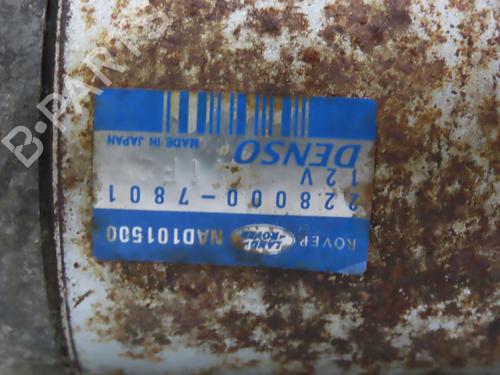 ROVER NAD101500
LAND
-ROVER
228000-7801
12V
DENSO
MADE IN JAPAN
B-PARTS